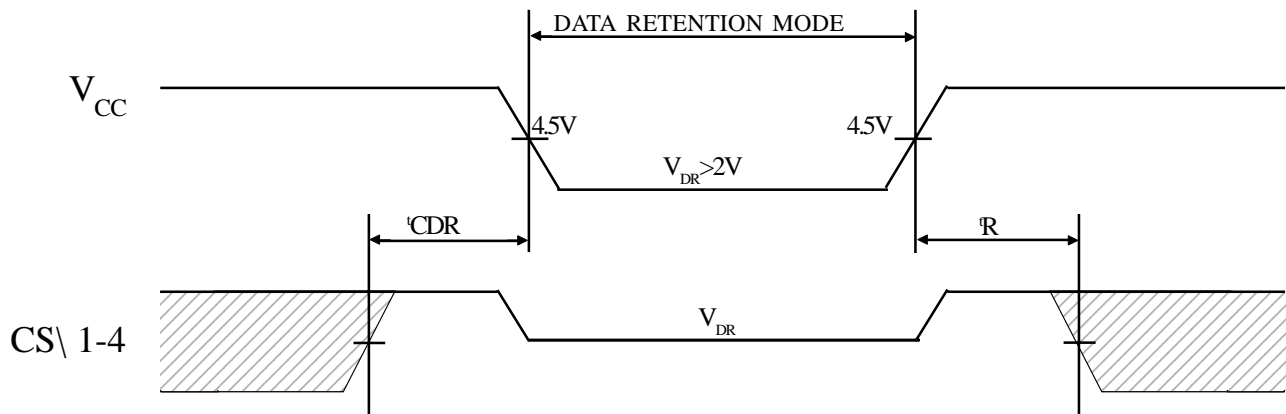 DATA RETENTION MODE
VCC
4.5V 4.5V
VDR>2V
tCDR tR
VDR
CS\ 1-4